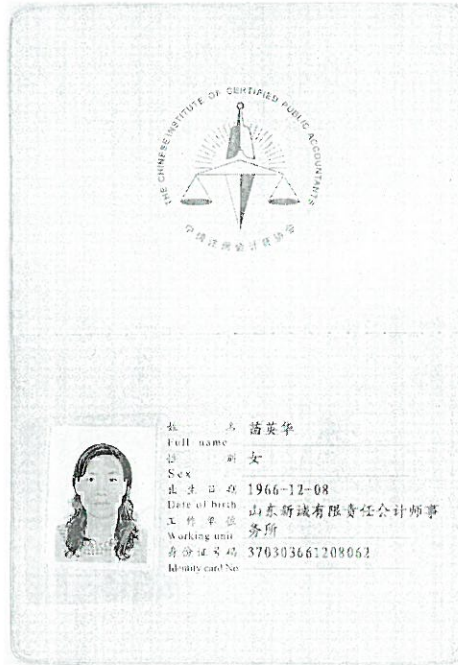 THE CHINESE INSTITUTE OF CERTIFIED PUBLIC ACCOUNTANTS
中国注册会计师协会
姓 名 苗英华
Full name
性 别 女
Sex
出生日期 1966-12-08
Date of birth
工作单位 山东新诚有限责任会计师事
Working unit 务所
身份证号码 370303661208062
Identity card No.